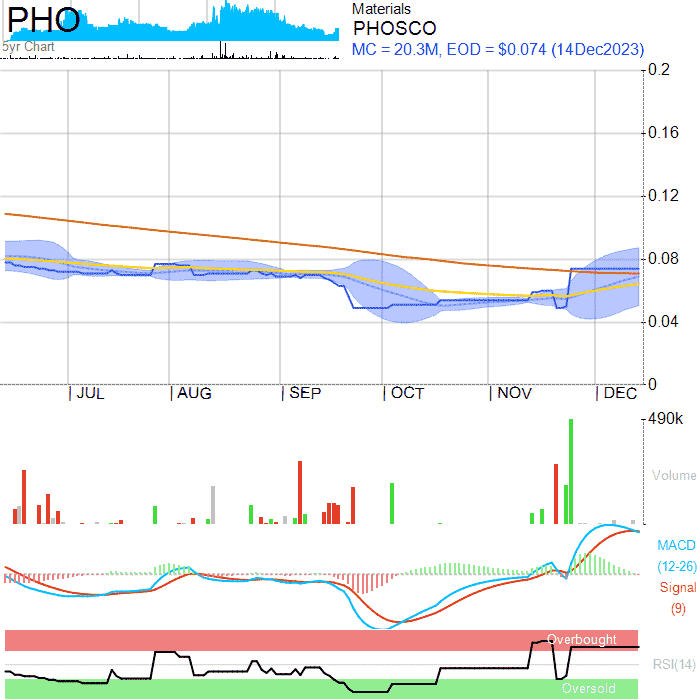 PHO
5yr Chart
Materials
PHOSCO
MC = 20.3M, EOD = $0.074 (14Dec2023)
0.2
0.16
0.12
0.08
0.04
0
JUL AUG SEP OCT NOV DEC
490k
Volume
MACD
(12-26)
Signal
(9)
Overbought
RSI(14)
Oversold